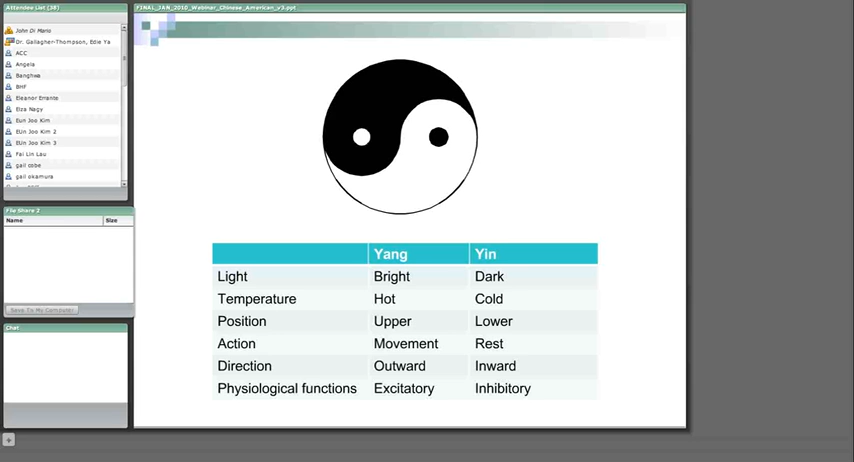 Attendee List (38)
John Di Mario
Dr. Gallagher-Thompson, Edie Ya
ACC
Angela
Banghwa
BHF
Eleanor Errante
Elza Nagy
Eun Joo Kim
EUn Joo Kim 2
EUn Joo Kim 3
Fai Lin Lau
gail cobe
gail okamura
File Share 2
Name Size
Save To My Computer
Chat
FINAL_JAN_2010_Webinar_Chinese_American_v3.ppt
Yang Yin
Light Bright Dark
Temperature Hot Cold
Position Upper Lower
Action Movement Rest
Direction Outward Inward
Physiological functions Excitatory Inhibitory